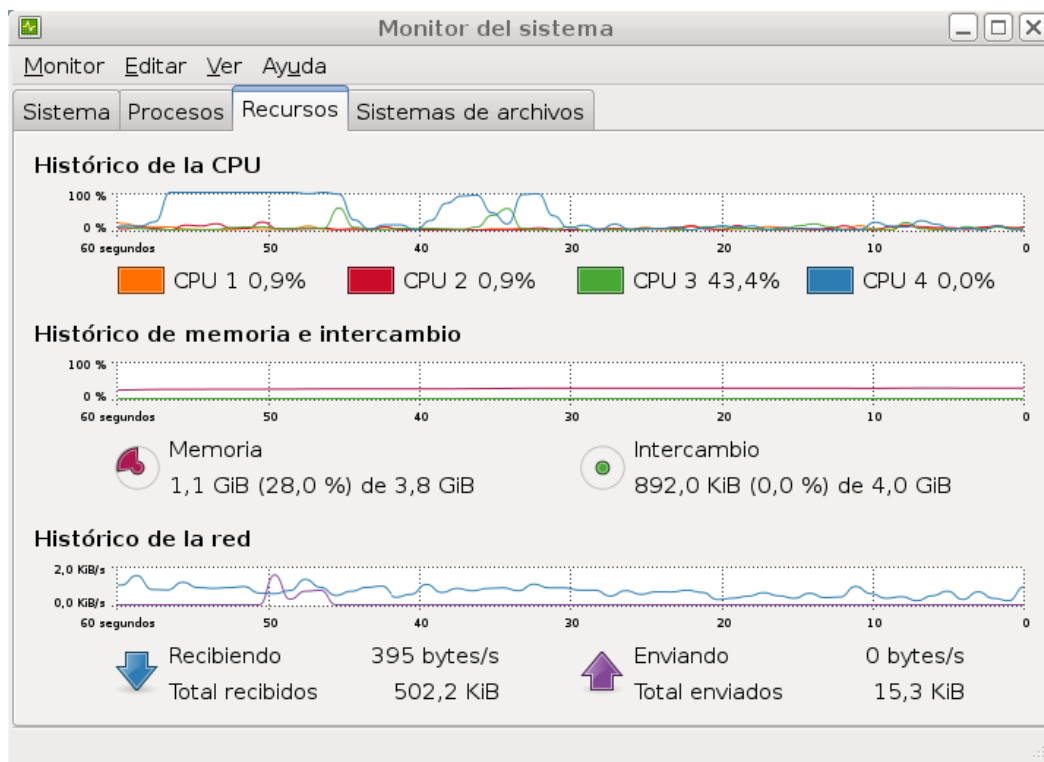 Monitor del sistema
Monitor Editar Ver Ayuda
Sistema Procesos Recursos Sistemas de archivos
Histórico de la CPU
100 %
0 %
60 segundos 50 40 30 20 10 0
CPU 1 0,9% CPU 2 0,9% CPU 3 43,4% CPU 4 0,0%
Histórico de memoria e intercambio
100 %
0 %
60 segundos 50 40 30 20 10 0
Memoria Intercambio
1,1 GiB (28,0 %) de 3,8 GiB 892,0 KiB (0,0 %) de 4,0 GiB
Histórico de la red
2,0 KiB/s
0,0 KiB/s
60 segundos 50 40 30 20 10 0
Recibiendo 395 bytes/s Enviando 0 bytes/s
Total recibidos 502,2 KiB Total enviados 15,3 KiB